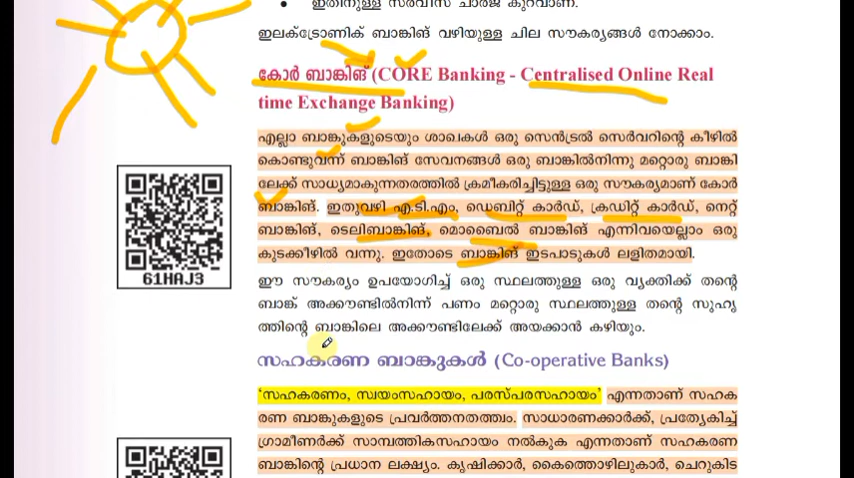 • ഇതിനുള്ള സർവീസ് ചാർജ് കുറവാണ്.
ഇലക്ട്രോണിക് ബാങ്കിങ് വഴിയുള്ള ചില സൗകര്യങ്ങൾ നോക്കാം.
കോർ ബാങ്കിങ് (CORE Banking - Centralised Online Real
time Exchange Banking)
എല്ലാ ബാങ്കുകളുടെയും ശാഖകൾ ഒരു സെൻട്രൽ സെർവറിന്റെ കീഴിൽ
കൊണ്ടുവന്ന് ബാങ്കിങ് സേവനങ്ങൾ ഒരു ബാങ്കിൽനിന്നു മറ്റൊരു ബാങ്കി
ലേക്ക് സാധ്യമാകുന്നതരത്തിൽ ക്രമീകരിച്ചിട്ടുള്ള ഒരു സൗകര്യമാണ് കോർ
ബാങ്കിങ്. ഇതുവഴി എ.ടി.എം, ഡെബിറ്റ് കാർഡ്, ക്രഡിറ്റ് കാർഡ്, നെറ്റ്
ബാങ്കിങ്, ടെലിബാങ്കിങ്, മൊബൈൽ ബാങ്കിങ് എന്നിവയെല്ലാം ഒരു
കുടക്കീഴിൽ വന്നു. ഇതോടെ ബാങ്കിങ് ഇടപാടുകൾ ലളിതമായി.
61HAJ3
ഈ സൗകര്യം ഉപയോഗിച്ച് ഒരു സ്ഥലത്തുള്ള ഒരു വ്യക്തിക്ക് തന്റെ
ബാങ്ക് അക്കൗണ്ടിൽനിന്ന് പണം മറ്റൊരു സ്ഥലത്തുള്ള തന്റെ സുഹൃ
ത്തിന്റെ ബാങ്കിലെ അക്കൗണ്ടിലേക്ക് അയക്കാൻ കഴിയും.
സഹകരണ ബാങ്കുകൾ (Co-operative Banks)
'സഹകരണം, സ്വയംസഹായം, പരസ്പരസഹായം' എന്നതാണ് സഹക
രണ ബാങ്കുകളുടെ പ്രവർത്തനതത്ത്വം. സാധാരണക്കാർക്ക്, പ്രത്യേകിച്ച്
ഗ്രാമീണർക്ക് സാമ്പത്തികസഹായം നൽകുക എന്നതാണ് സഹകരണ
ബാങ്കിന്റെ പ്രധാന ലക്ഷ്യം. കൃഷിക്കാർ, കൈത്തൊഴിലുകാർ, ചെറുകിട